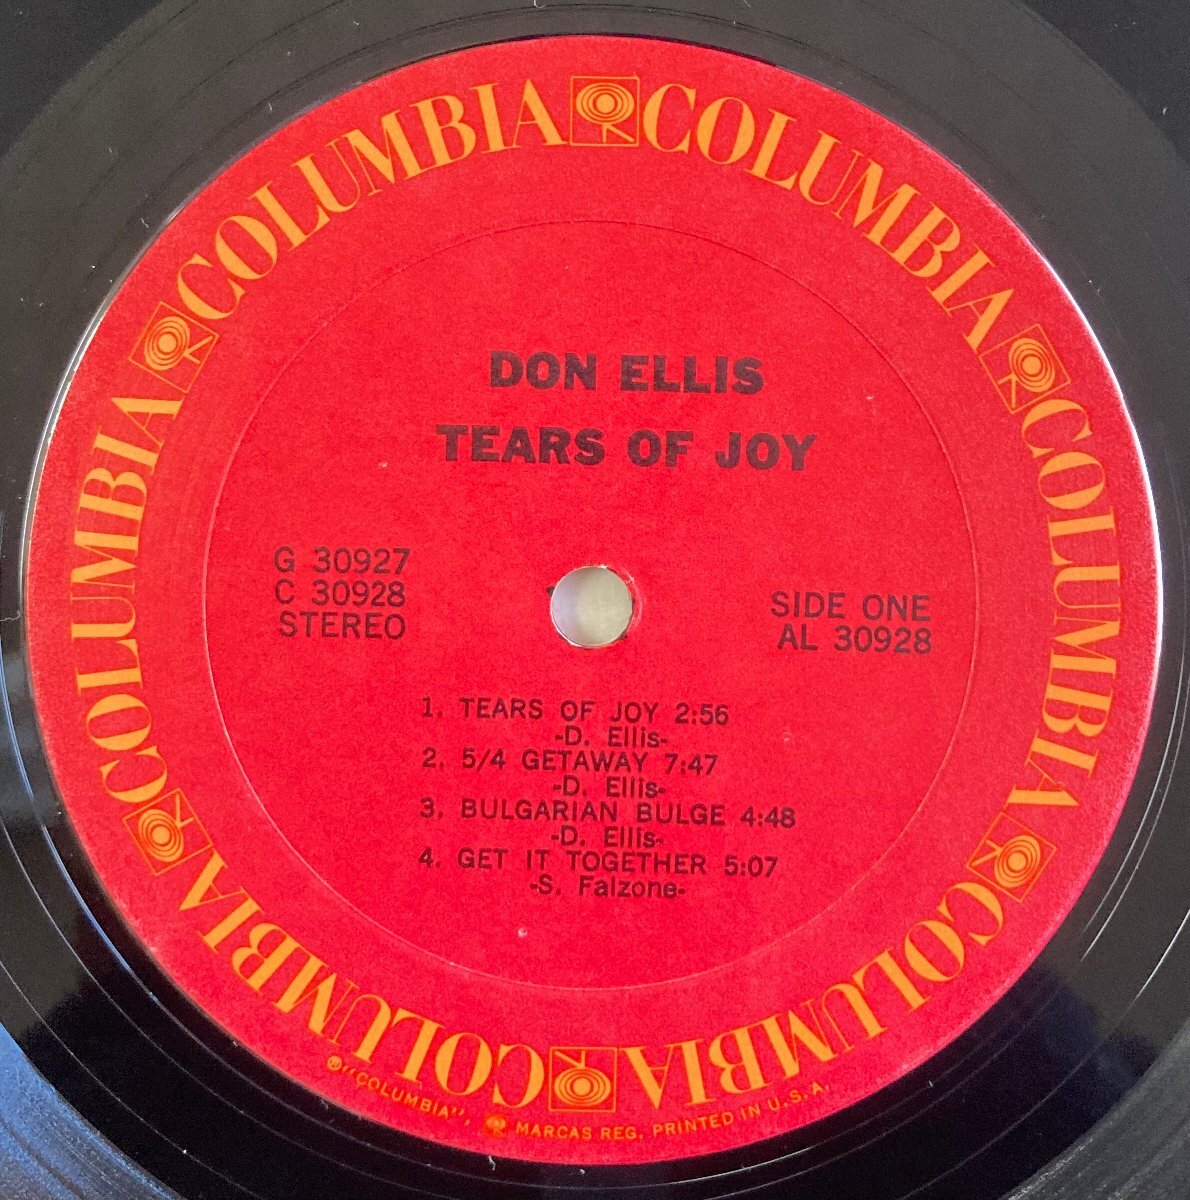 COLUMBIA COLUMBIA COLUMBIA COLUMBIA COLUMBIA COLUMBIA
DON ELLIS
TEARS OF JOY
G 30927
C 30928
STEREO
SIDE ONE
AL 30928
1. TEARS OF JOY 2:56
-D. Ellis-
2. 5/4 GETAWAY 7:47
-D. Ellis-
3. BULGARIAN BULGE 4:48
-D. Ellis-
4. GET IT TOGETHER 5:07
-S. Falzone-
℗"COLUMBIA", MARCAS REG. PRINTED IN U.S.A.